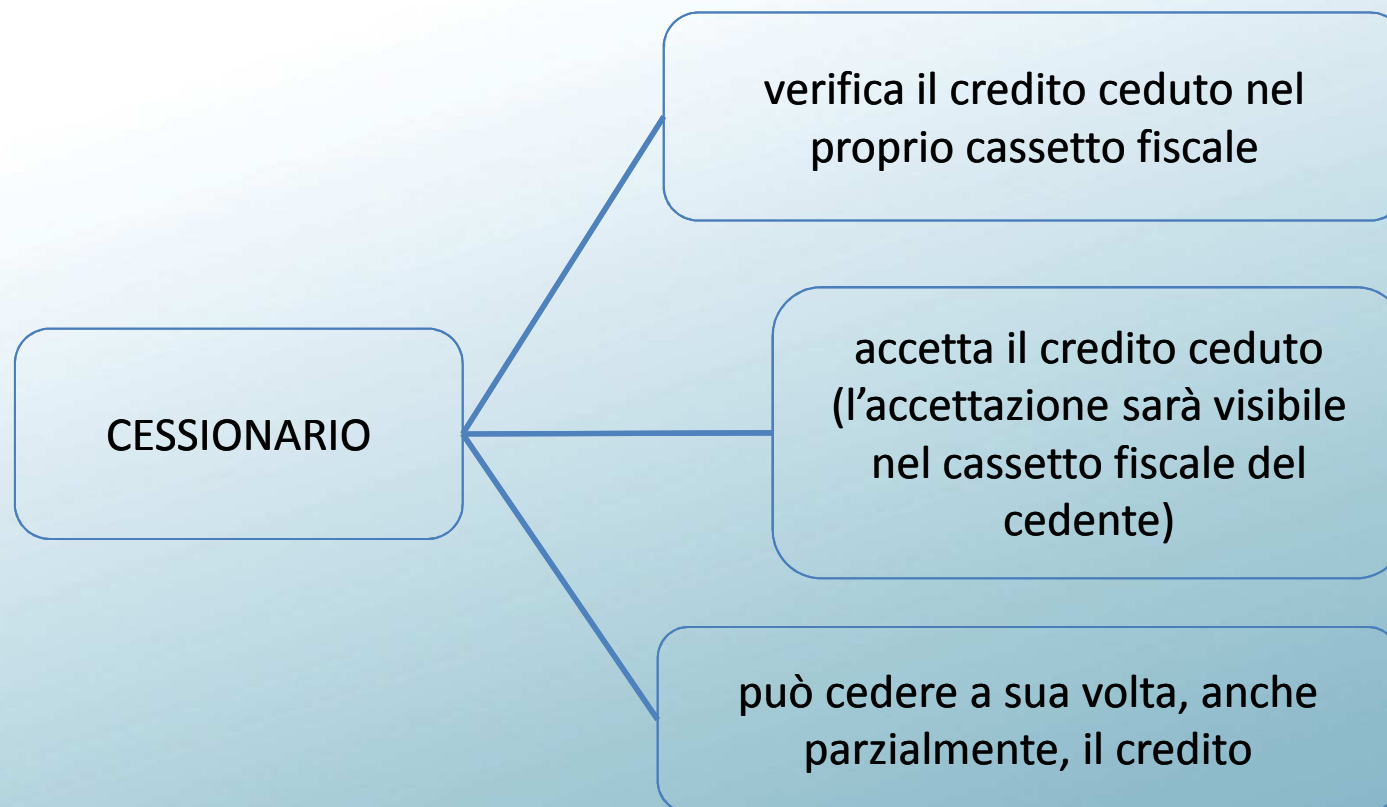 verifica il credito ceduto nel
proprio cassetto fiscale
CESSIONARIO
accetta il credito ceduto
(l’accettazione sarà visibile
nel cassetto fiscale del
cedente)
può cedere a sua volta, anche
parzialmente, il credito